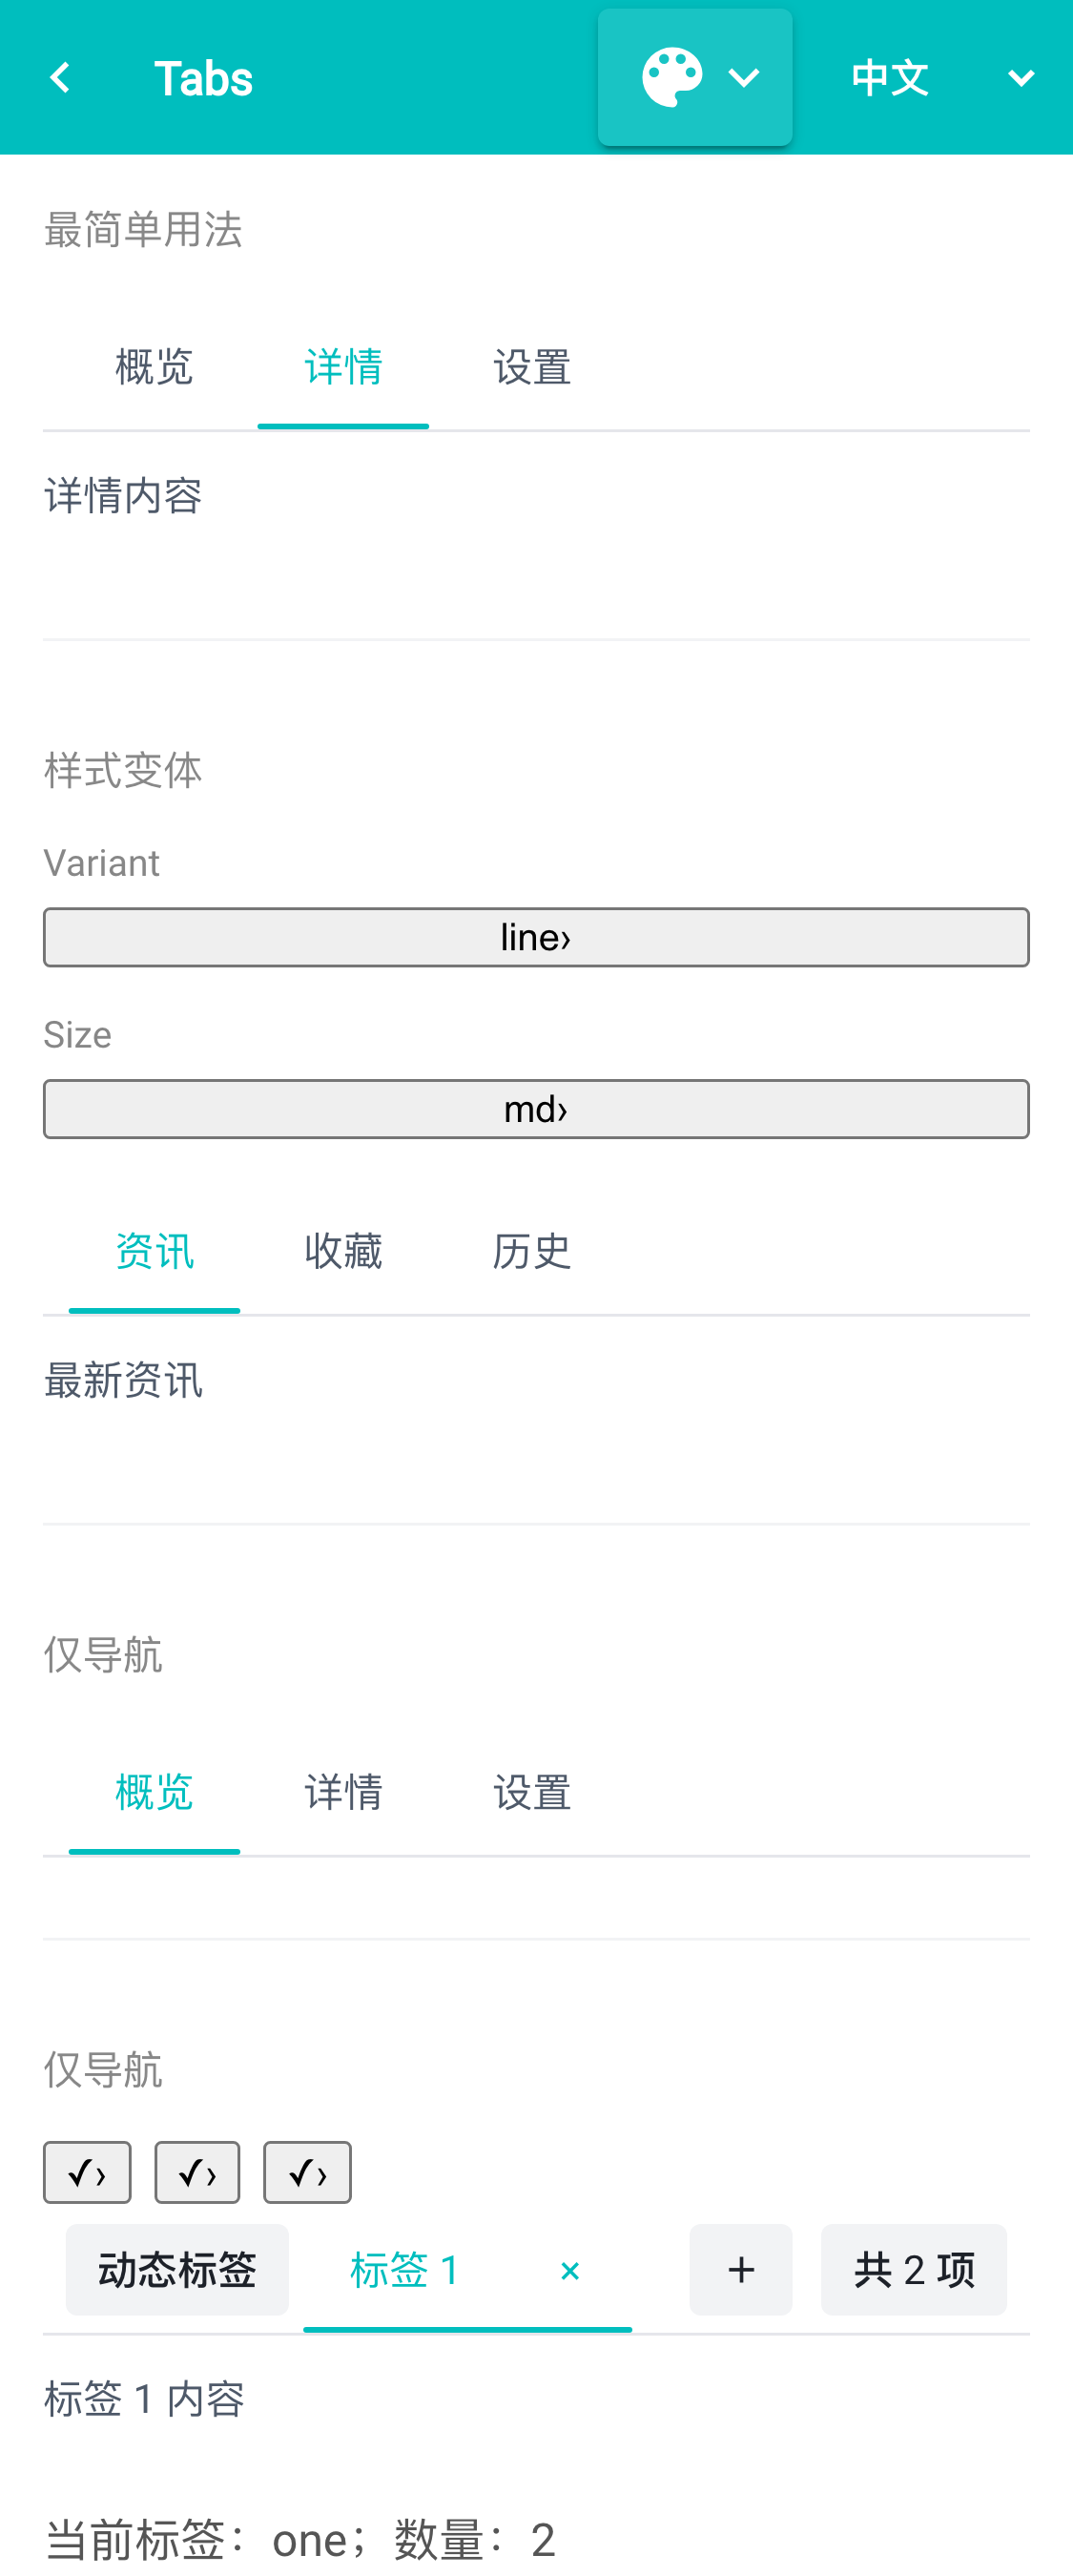 Tabs 中文
最简单用法
概览 详情 设置
详情内容
样式变体
Variant
line›
Size
md›
资讯 收藏 历史
最新资讯
仅导航
概览 详情 设置
仅导航
✓› ✓› ✓›
动态标签 标签 1 × + 共 2 项
标签 1 内容
当前标签：one；数量：2